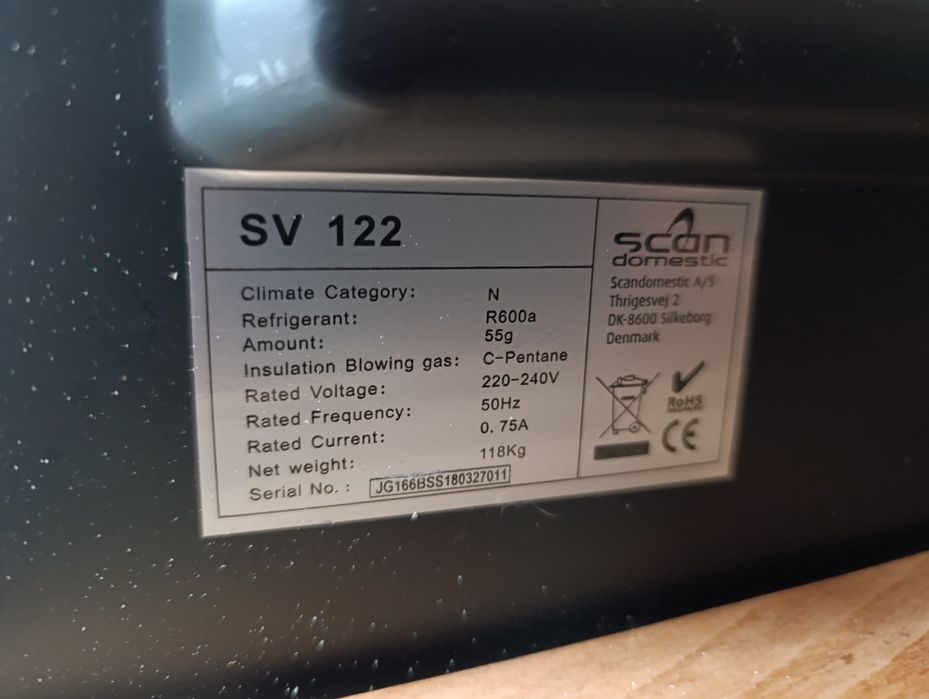 SV 122
Climate Category: N
Refrigerant: R600a
Amount: 55g
Insulation Blowing gas: C-Pentane
Rated Voltage: 220-240V
Rated Frequency: 50Hz
Rated Current: 0.75A
Net weight: 118Kg
Serial No.: JG166BSS180327011
scan
domestic
Scandomestic A/S
Thrigesvej 2
DK-8600 Silkeborg
Denmark
RoHS
CE